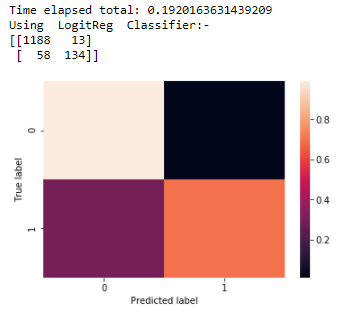 Time elapsed total: 0.1920163631439209
Using  LogitReg  Classifier:-
[[1188   13]
 [  58  134]]
0
1
True label
0.8
0.6
0.4
0.2
0
1
Predicted label